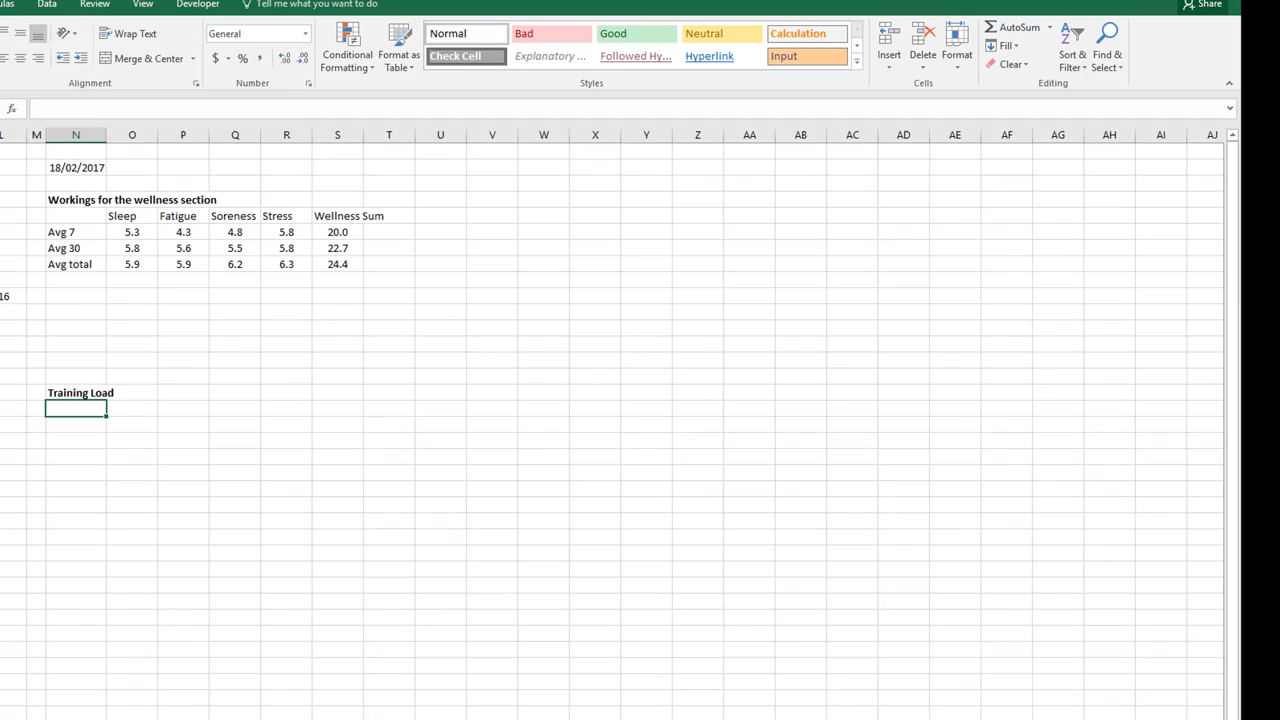 ulas Data Review View Developer Tell me what you want to do Share
Wrap Text General Normal Bad Good Neutral Calculation AutoSum
Merge & Center $ % , Conditional Formatting Format as Table Check Cell Explanatory ... Followed Hy... Hyperlink Input Insert Delete Format Fill Clear Sort & Filter Find & Select
Alignment Number Styles Cells Editing
fx
L M N O P Q R S T U V W X Y Z AA AB AC AD AE AF AG AH AI AJ
18/02/2017
Workings for the wellness section
Sleep Fatigue Soreness Stress Wellness Sum
Avg 7 5.3 4.3 4.8 5.8 20.0
Avg 30 5.8 5.6 5.5 5.8 22.7
Avg total 5.9 5.9 6.2 6.3 24.4
16
Training Load